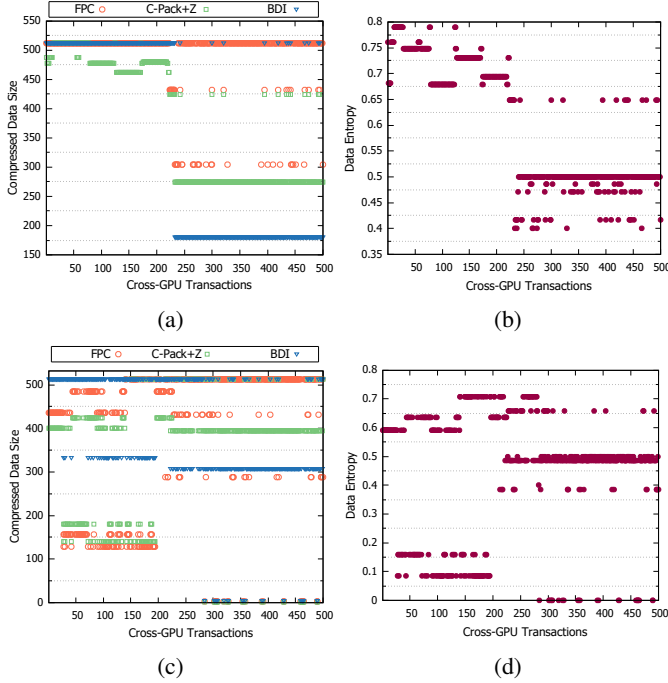 FPC C-Pack+Z BDI
Compressed Data Size
550
500
450
400
350
300
250
200
150
50 100 150 200 250 300 350 400 450 500
Cross-GPU Transactions
(a)
Data Entropy
0.8
0.75
0.7
0.65
0.6
0.55
0.5
0.45
0.4
0.35
50 100 150 200 250 300 350 400 450 500
Cross-GPU Transactions
(b)
FPC C-Pack+Z BDI
Compressed Data Size
500
400
300
200
100
0
0 50 100 150 200 250 300 350 400 450 500
Cross-GPU Transactions
(c)
Data Entropy
0.8
0.7
0.6
0.5
0.4
0.3
0.2
0.1
0
0 50 100 150 200 250 300 350 400 450 500
Cross-GPU Transactions
(d)